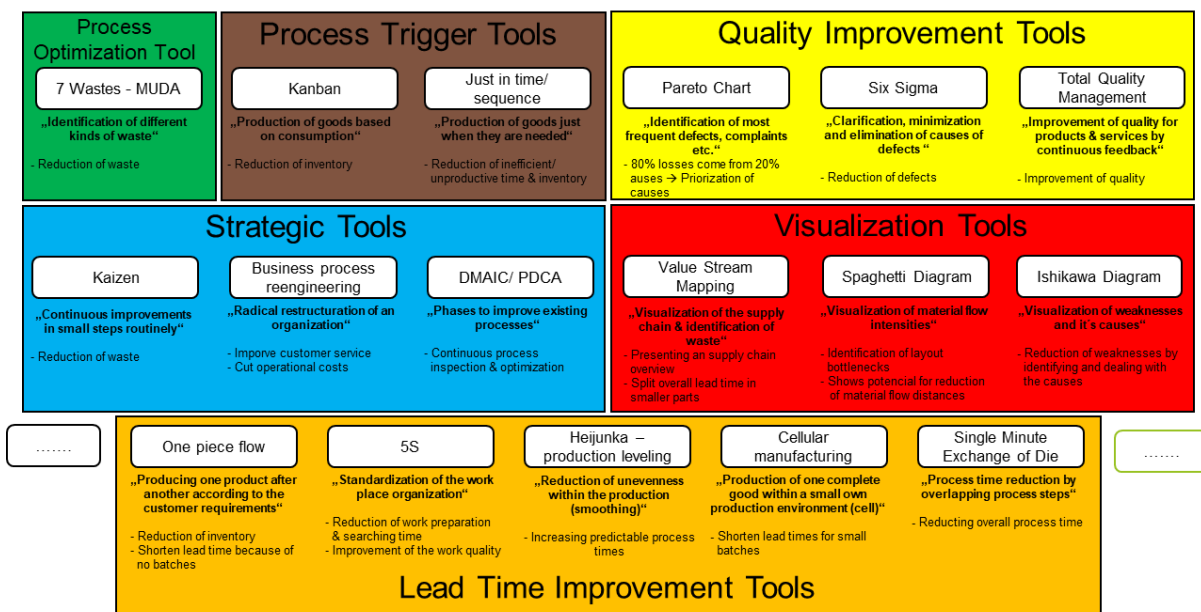 Process
Optimization Tool
7 Wastes - MUDA
„Identification of different
kinds of waste“
- Reduction of waste
Process Trigger Tools
Kanban
„Production of goods based
on consumption“
- Reduction of inventory
Just in time/
sequence
„Production of goods just
when they are needed“
- Reduction of inefficient/
unproductive time & inventory
Quality Improvement Tools
Pareto Chart
„Identification of most
frequent defects, complaints
etc.“
- 80% losses come from 20%
auses → Priorization of
causes
Six Sigma
„Clarification, minimization
and elimination of causes of
defects “
- Reduction of defects
Total Quality
Management
„Improvement of quality for
products & services by
continuous feedback“
- Improvement of quality
Strategic Tools
Kaizen
„Continuous improvements
in small steps routinely“
- Reduction of waste
Business process
reengineering
„Radical restructuration of an
organization“
- Imporve customer service
- Cut operational costs
DMAIC/ PDCA
„Phases to improve existing
processes“
- Continuous process
inspection & optimization
Visualization Tools
Value Stream
Mapping
„Visualization of the supply
chain & identification of
waste“
- Presenting an supply chain
overview
- Split overall lead time in
smaller parts
Spaghetti Diagram
„Visualization of material flow
intensities“
- Identification of layout
bottlenecks
- Shows potencial for reduction
of material flow distances
Ishikawa Diagram
„Visualization of weaknesses
and it´s causes“
- Reduction of weaknesses by
identifying and dealing with
the causes
…….
One piece flow
„Producing one product after
another according to the
customer requirements“
- Reduction of inventory
- Shorten lead time because of
no batches
5S
„Standardization of the work
place organization“
- Reduction of work preparation
& searching time
- Improvement of the work quality
Heijunka –
production leveling
„Reduction of unevenness
within the production
(smoothing)“
- Increasing predictable process
times
Cellular
manufacturing
„Production of one complete
good within a small own
production environment (cell)“
- Shorten lead times for small
batches
Single Minute
Exchange of Die
„Process time reduction by
overlapping process steps“
- Reducting overall process time
…….
Lead Time Improvement Tools